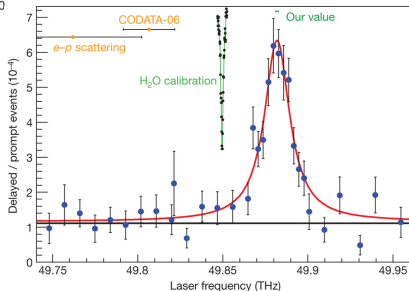 CODATA-06
Our value
e–p scattering
H2O calibration
Delayed / prompt events (10⁻⁴)
7
6
5
4
3
2
1
0
49.75 49.8 49.85 49.9 49.95
Laser frequency (THz)